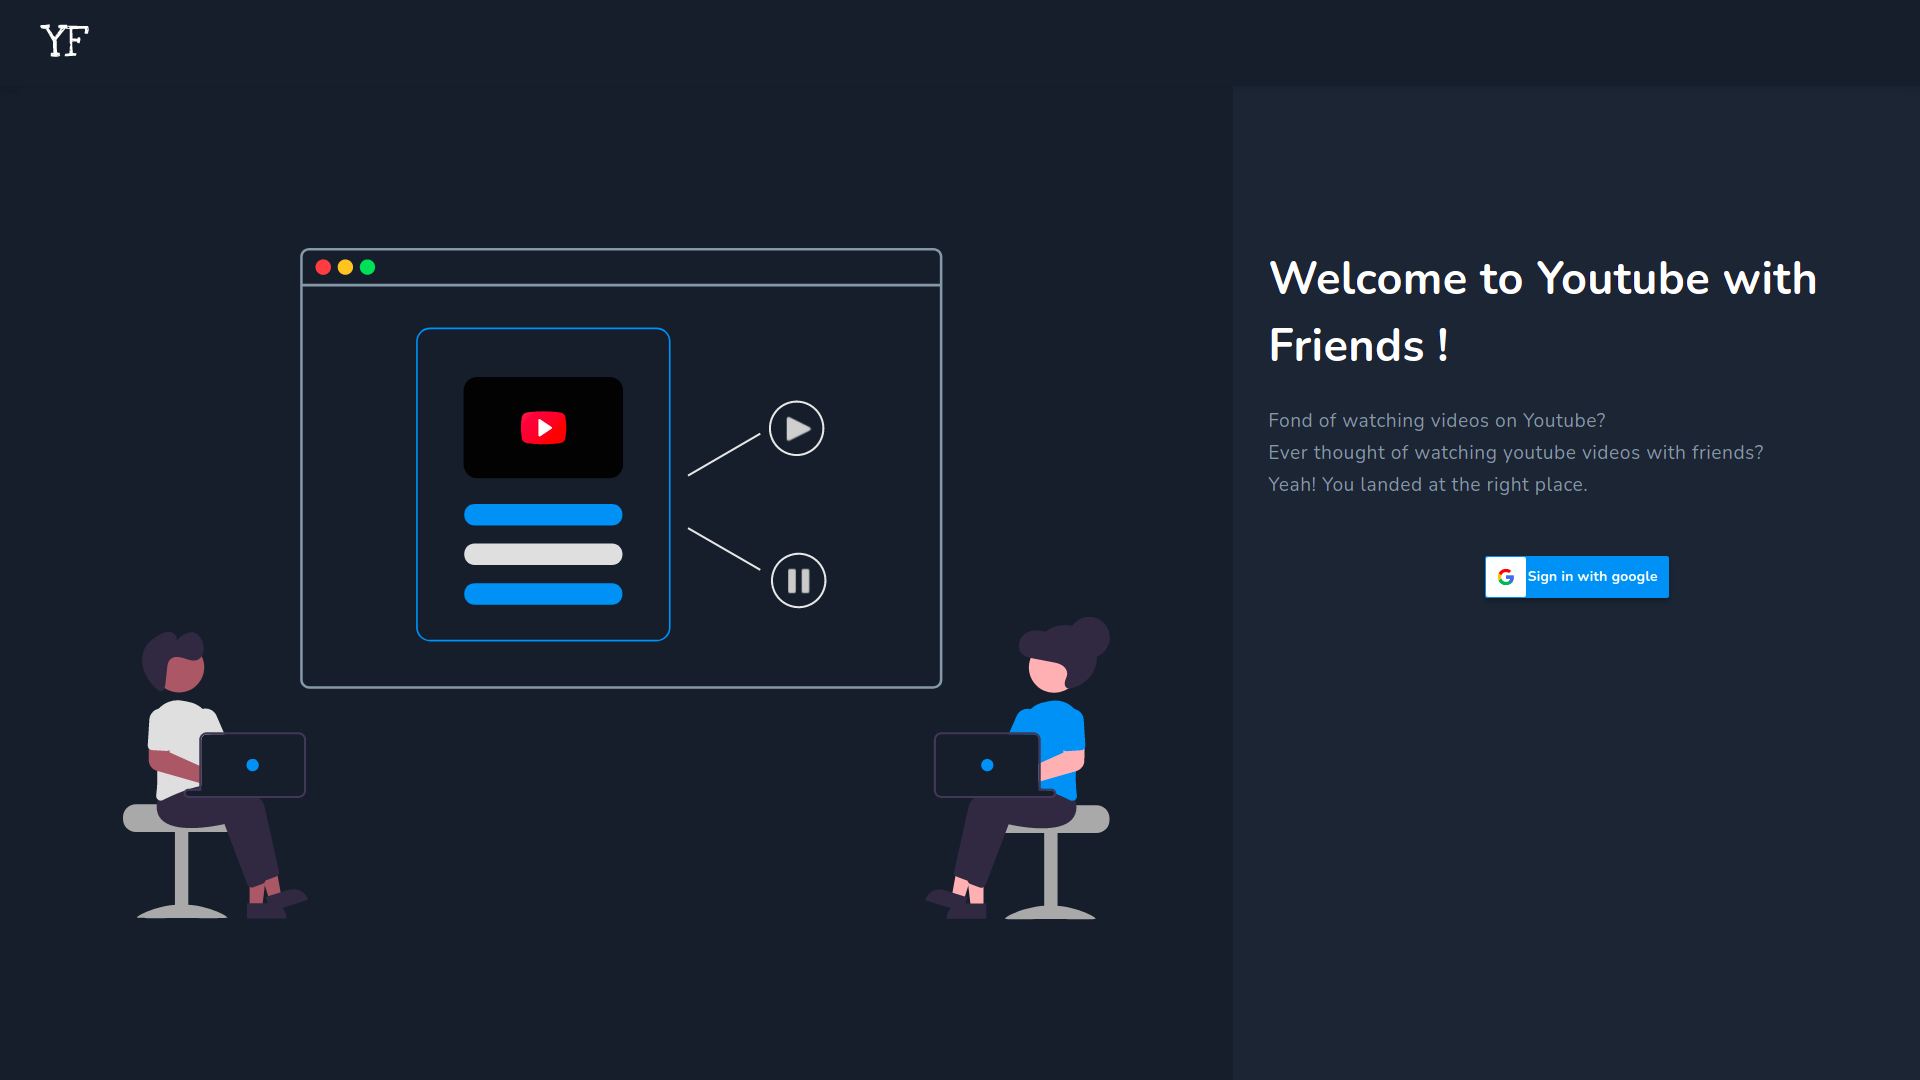 YF
Welcome to Youtube with
Friends !
Fond of watching videos on Youtube?
Ever thought of watching youtube videos with friends?
Yeah! You landed at the right place.
Sign in with google